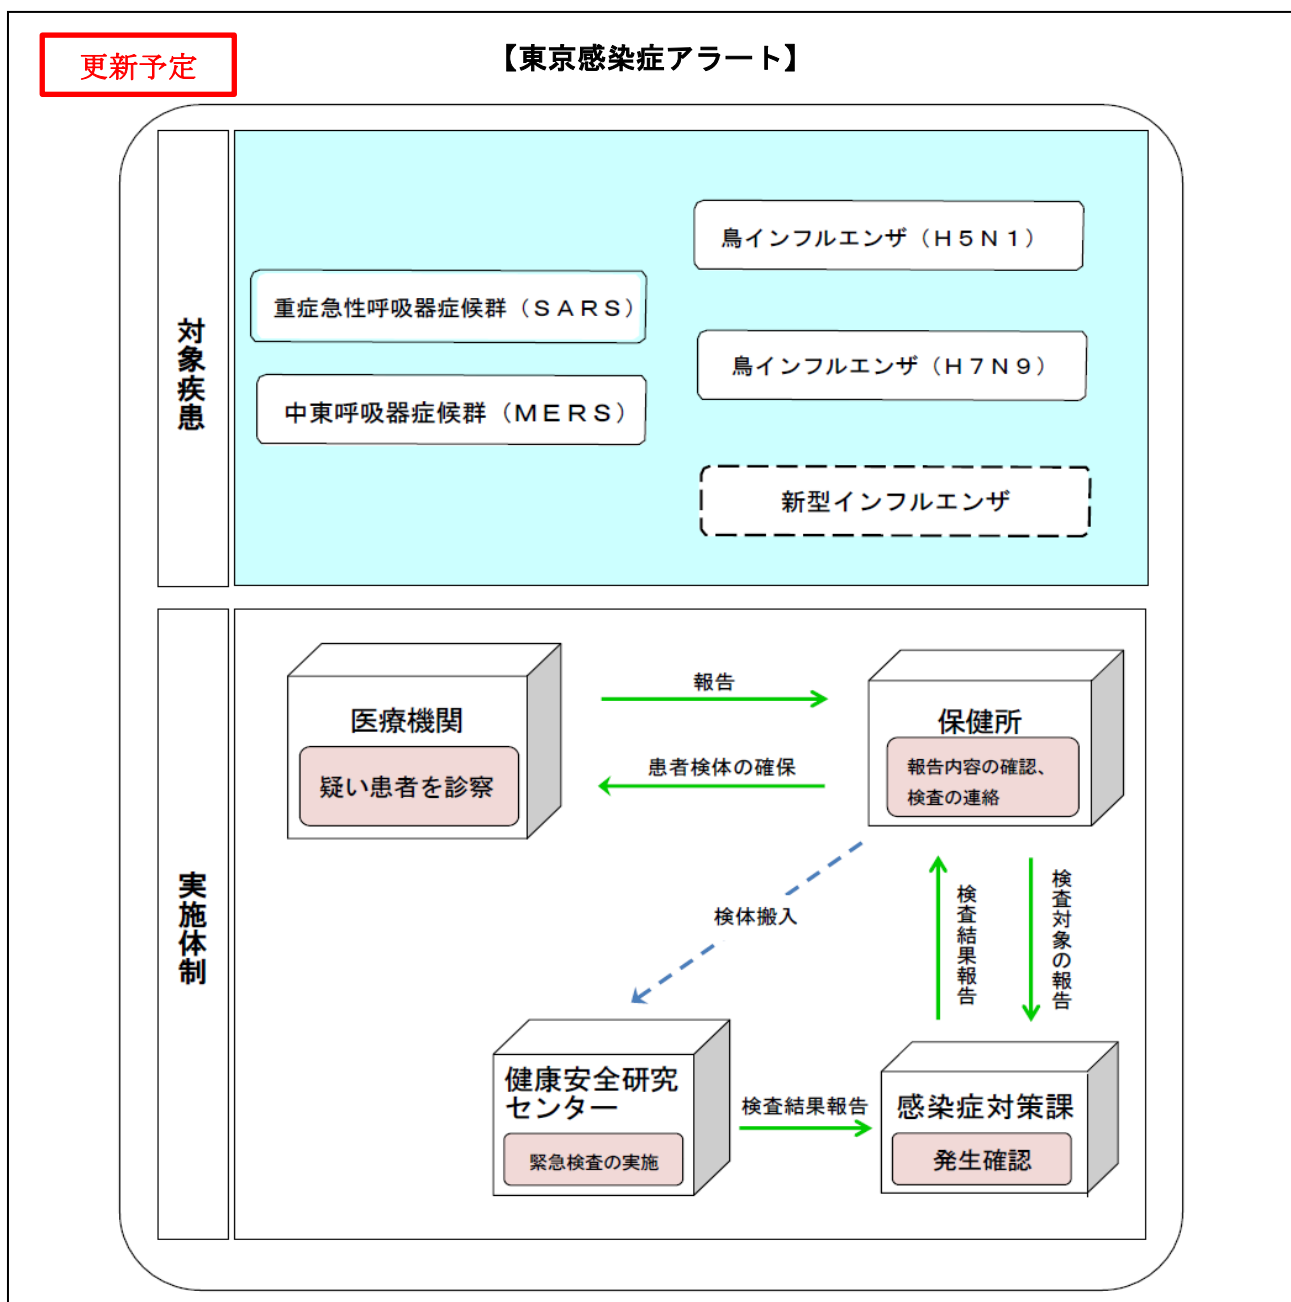 更新予定
【東京感染症アラート】
対象疾患
重症急性呼吸器症候群（ＳＡＲＳ）
中東呼吸器症候群（ＭＥＲＳ）
鳥インフルエンザ（Ｈ５Ｎ１）
鳥インフルエンザ（Ｈ７Ｎ９）
新型インフルエンザ
実施体制
医療機関
疑い患者を診察
報告
患者検体の確保
保健所
報告内容の確認、
検査の連絡
検体搬入
検査結果報告
検査対象の報告
健康安全研究
センター
緊急検査の実施
検査結果報告
感染症対策課
発生確認